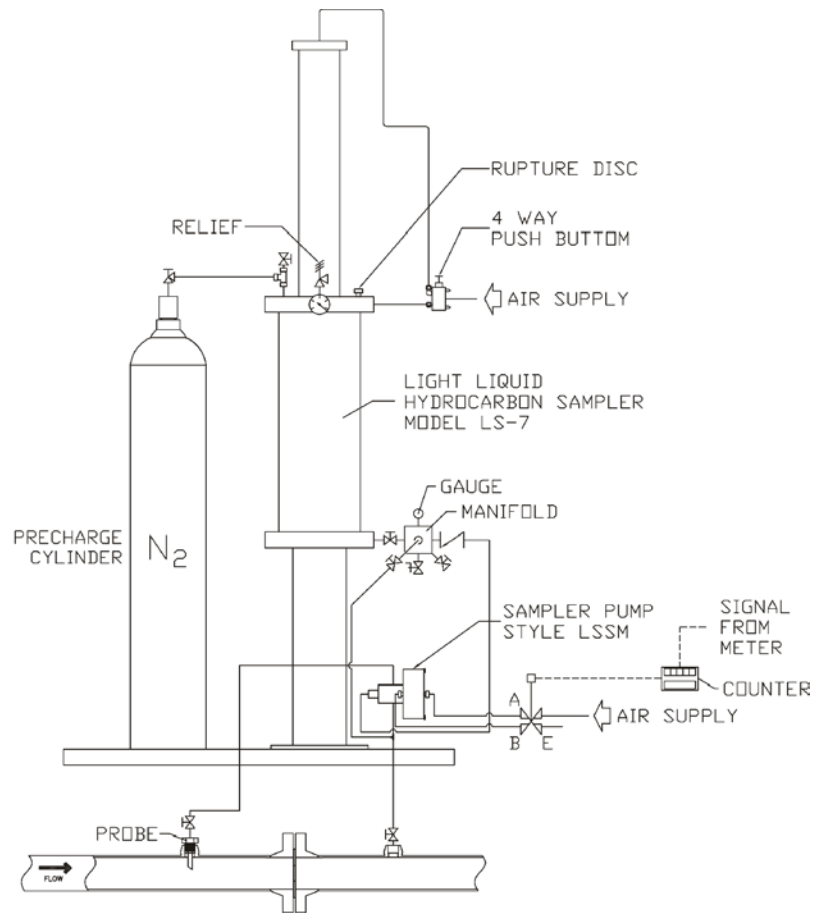 RUPTURE DISC
4 WAY
PUSH BUTTOM
RELIEF
AIR SUPPLY
LIGHT LIQUID
HYDROCARBON SAMPLER
MODEL LS-7
GAUGE
MANIFOLD
PRECHARGE
CYLINDER
N2
SAMPLER PUMP
STYLE LSSM
SIGNAL
FROM
METER
COUNTER
A
AIR SUPPLY
B E
PROBE
FLOW